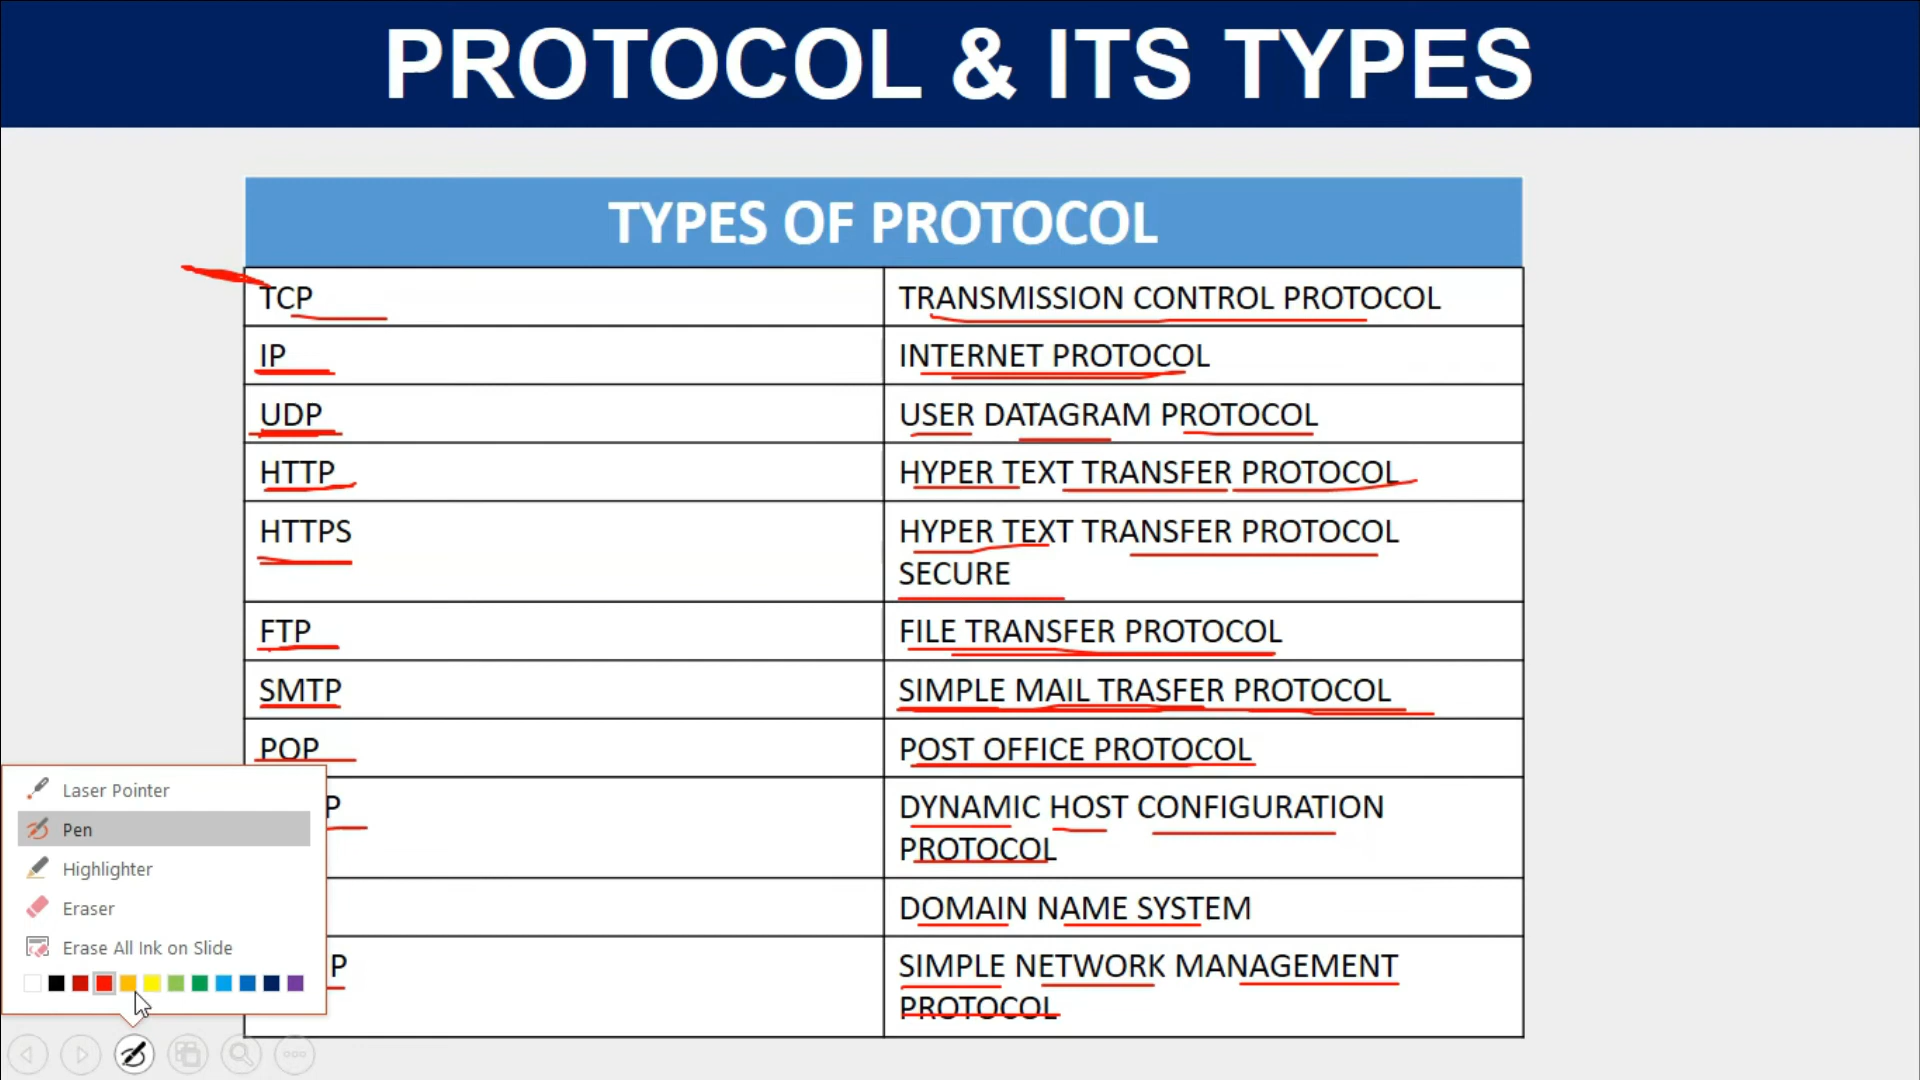 PROTOCOL & ITS TYPES
TYPES OF PROTOCOL
TCP TRANSMISSION CONTROL PROTOCOL
IP INTERNET PROTOCOL
UDP USER DATAGRAM PROTOCOL
HTTP HYPER TEXT TRANSFER PROTOCOL
HTTPS HYPER TEXT TRANSFER PROTOCOL
SECURE
FTP FILE TRANSFER PROTOCOL
SMTP SIMPLE MAIL TRASFER PROTOCOL
POP POST OFFICE PROTOCOL
P DYNAMIC HOST CONFIGURATION
PROTOCOL
DOMAIN NAME SYSTEM
P SIMPLE NETWORK MANAGEMENT
PROTOCOL
Laser Pointer
Pen
Highlighter
Eraser
Erase All Ink on Slide